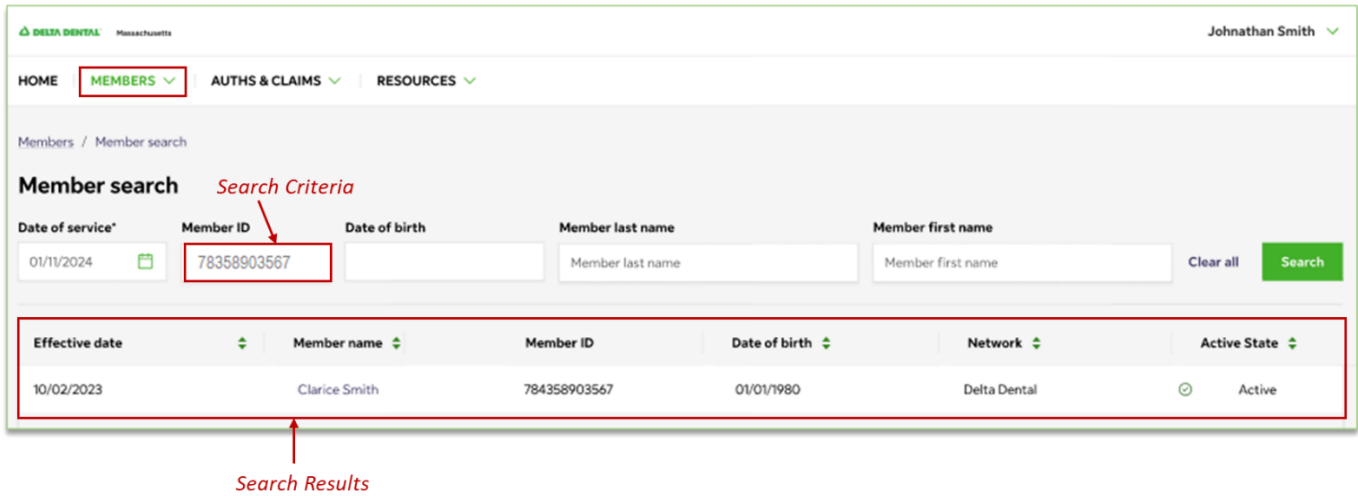 DELTA DENTAL Massachusetts
Johnathan Smith
HOME MEMBERS AUTHS & CLAIMS RESOURCES
Members / Member search
Member search
Search Criteria
Date of service* Member ID Date of birth Member last name Member first name
01/11/2024 78358903567 Member last name Member first name Clear all Search
Effective date Member name Member ID Date of birth Network Active State
10/02/2023 Clarice Smith 784358903567 01/01/1980 Delta Dental Active
Search Results